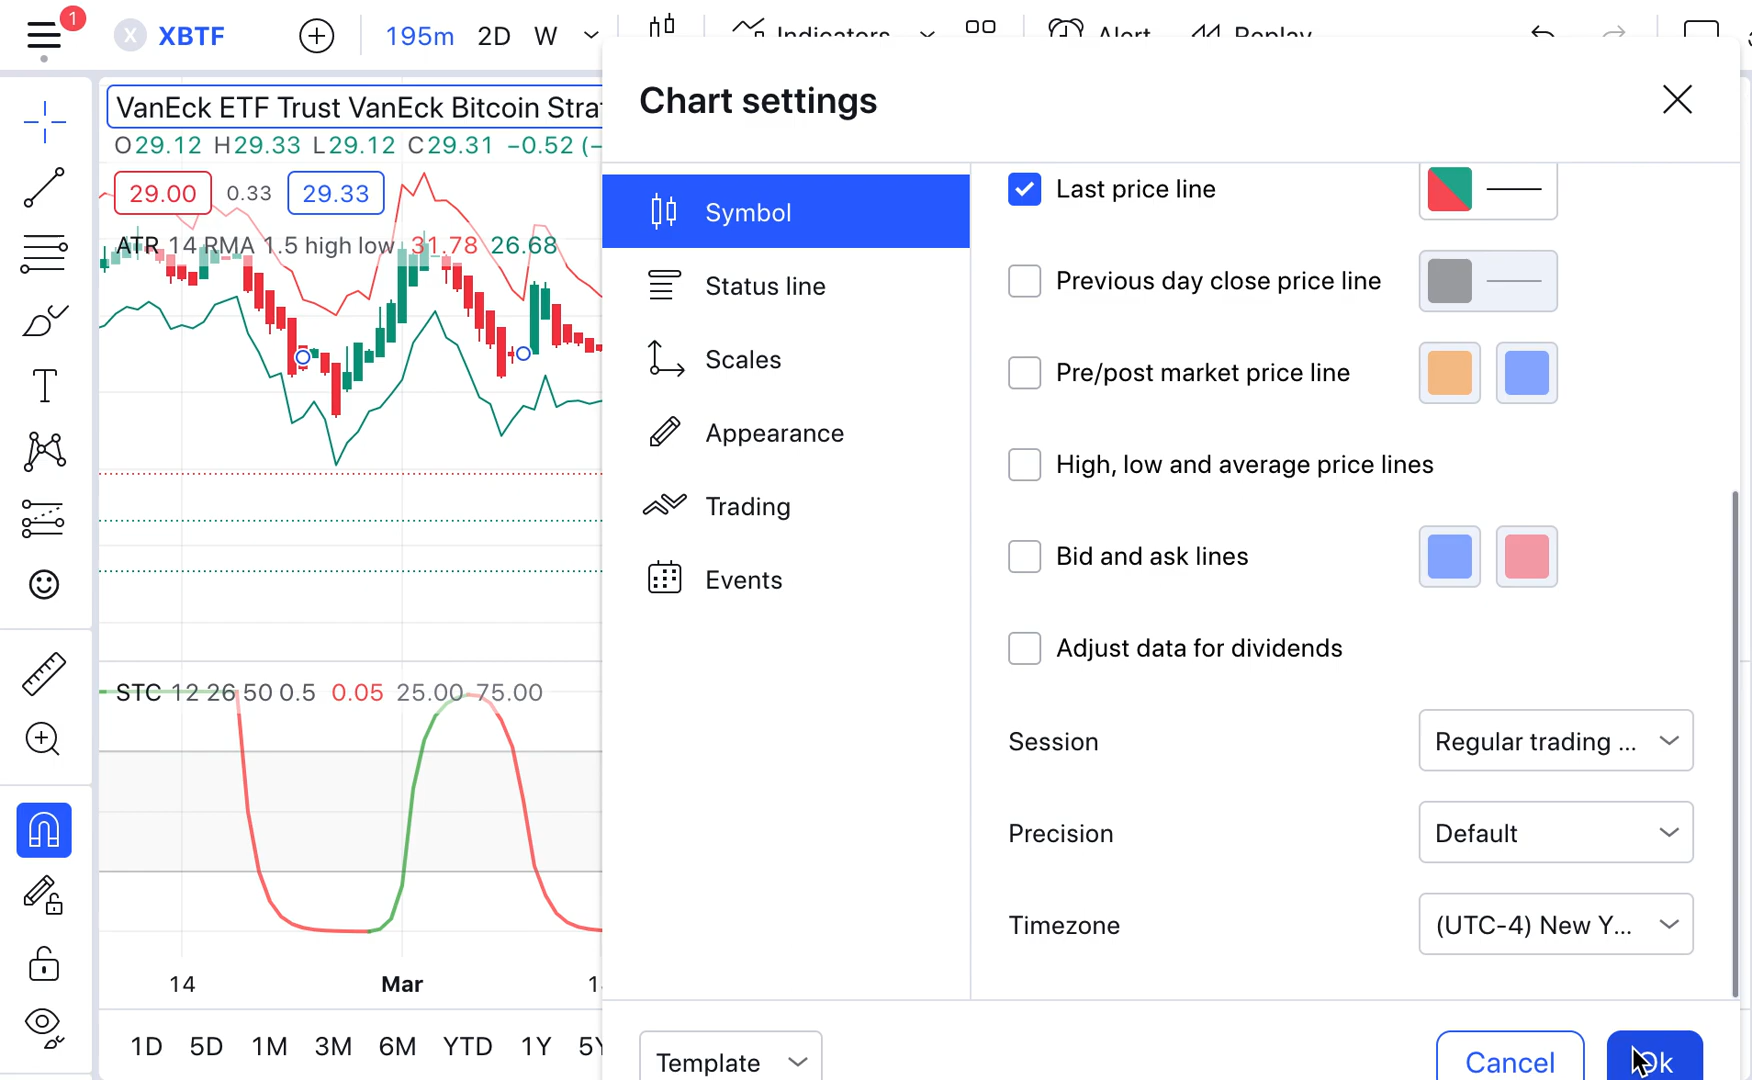 1
X XBTF 195m 2D W Indicators Alert Replay
VanEck ETF Trust VanEck Bitcoin Stra
O29.12 H29.33 L29.12 C29.31 −0.52 (−
29.00 0.33 29.33
ATR 14 RMA 1.5 high low 31.78 26.68
STC 12 26 50 0.5 0.05 25.00 75.00
14 Mar 1
1D 5D 1M 3M 6M YTD 1Y 5Y
Chart settings
Symbol
Status line
Scales
Appearance
Trading
Events
Last price line
Previous day close price line
Pre/post market price line
High, low and average price lines
Bid and ask lines
Adjust data for dividends
Session Regular trading ...
Precision Default
Timezone (UTC-4) New Y...
Template Cancel Ok